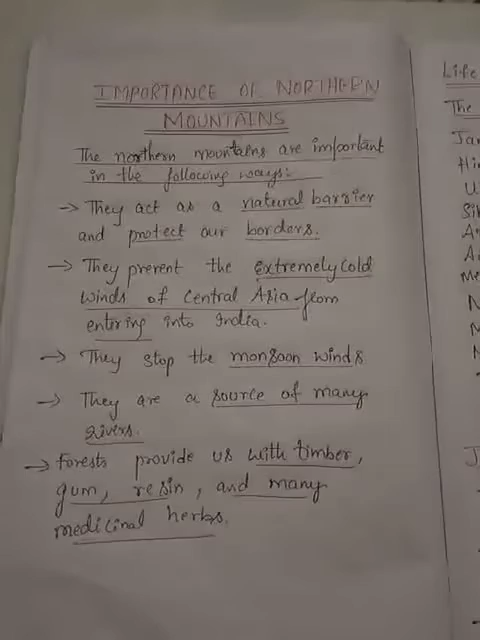 IMPORTANCE OF NORTHERN
MOUNTAINS
The northern mountains are important
in the following ways:
→ They act as a natural barrier
and protect our borders.
→ They prevent the extremely cold
winds of Central Asia from
entering into India.
→ They stop the monsoon winds
→ They are a source of many
rivers.
→ Forests provide us with timber,
gum, resin, and many
medicinal herbs.
Life
The